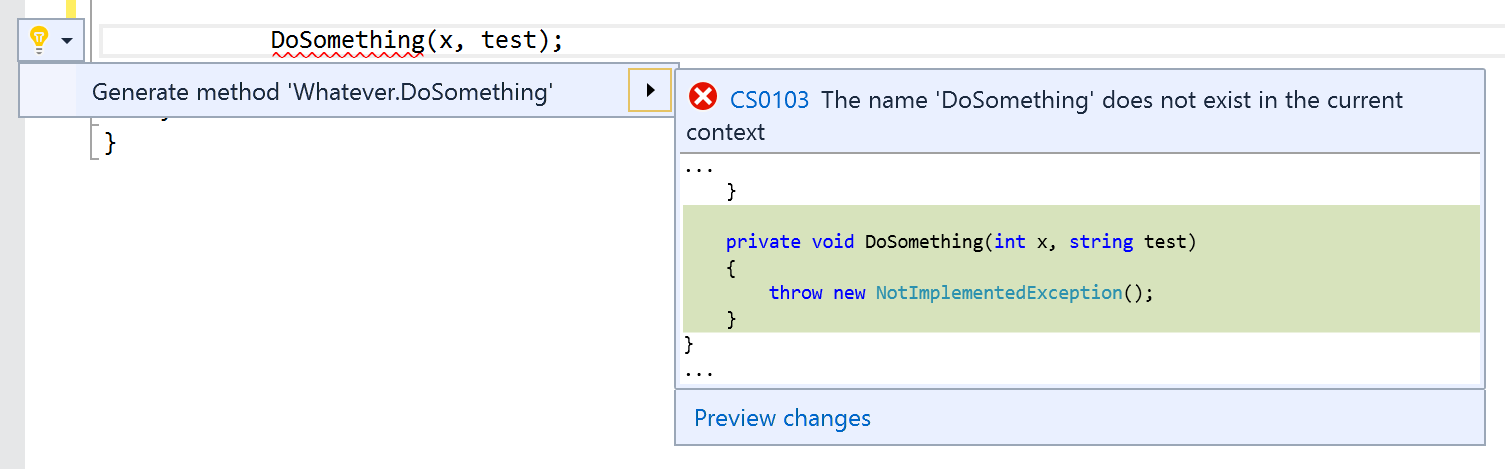 DoSomething(x, test);
Generate method 'Whatever.DoSomething'
}
CS0103 The name 'DoSomething' does not exist in the current
context
...
}
private void DoSomething(int x, string test)
{
throw new NotImplementedException();
}
}
...
Preview changes